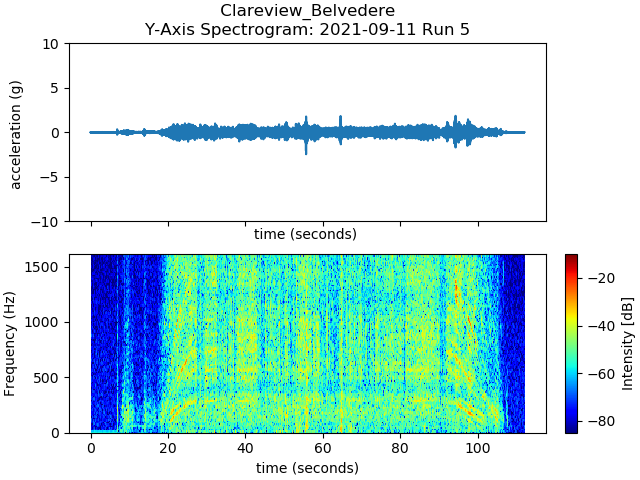 Clareview_Belvedere
Y-Axis Spectrogram: 2021-09-11 Run 5
10
5
0
−5
−10
acceleration (g)
time (seconds)
1500
1000
500
0
Frequency (Hz)
0 20 40 60 80 100
time (seconds)
−20
−40
−60
−80
Intensity [dB]